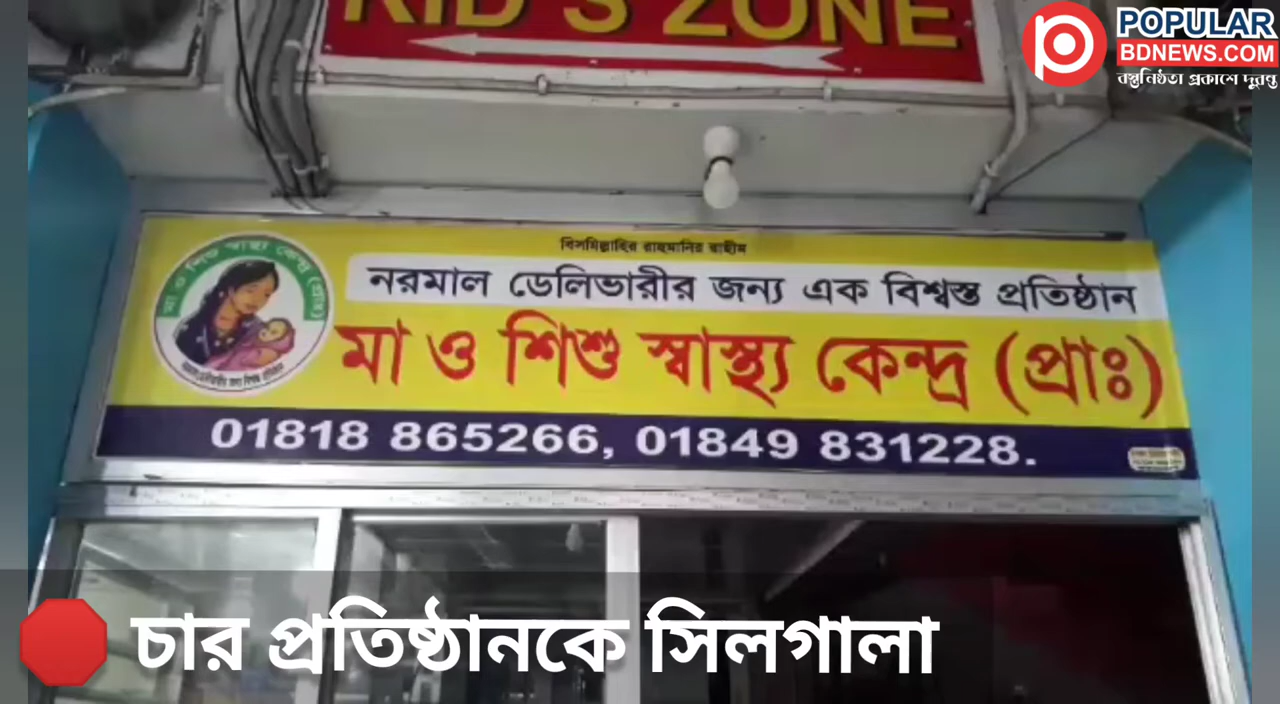 KID'S ZONE
POPULAR
BDNEWS.COM
বস্তুনিষ্ঠতা প্রকাশে দূরন্ত
বিসমিল্লাহির রাহমানির রাহীম
নরমাল ডেলিভারীর জন্য এক বিশ্বস্ত প্রতিষ্ঠান
মা ও শিশু স্বাস্থ্য কেন্দ্র (প্রাঃ)
মা ও শিশু স্বাস্থ্য কেন্দ্র (প্রাঃ)
01818 865266, 01849 831228.
চার প্রতিষ্ঠানকে সিলগালা